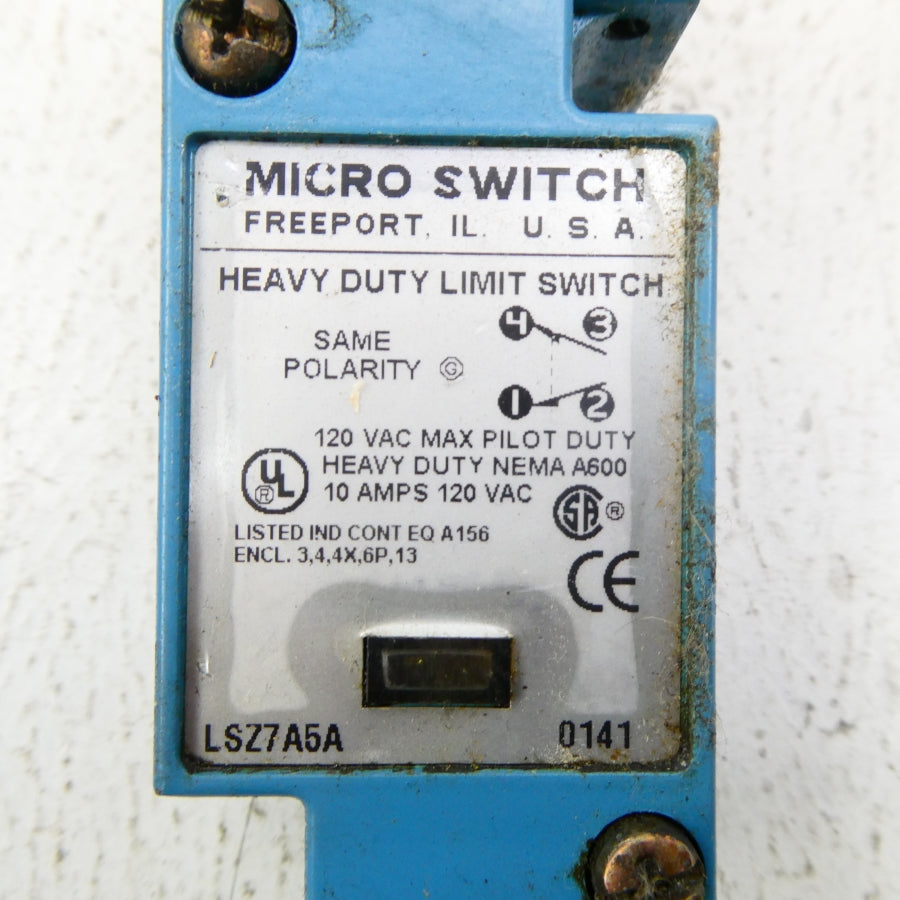 MICRO SWITCH
FREEPORT, IL. U. S. A.
HEAVY DUTY LIMIT SWITCH
4 3
SAME
POLARITY G
1 2
120 VAC MAX PILOT DUTY
HEAVY DUTY NEMA A600
10 AMPS 120 VAC
UL ®
SA ®
LISTED IND CONT EQ A156
ENCL. 3,4,4X,6P,13
CE
LSZ7A5A 0141